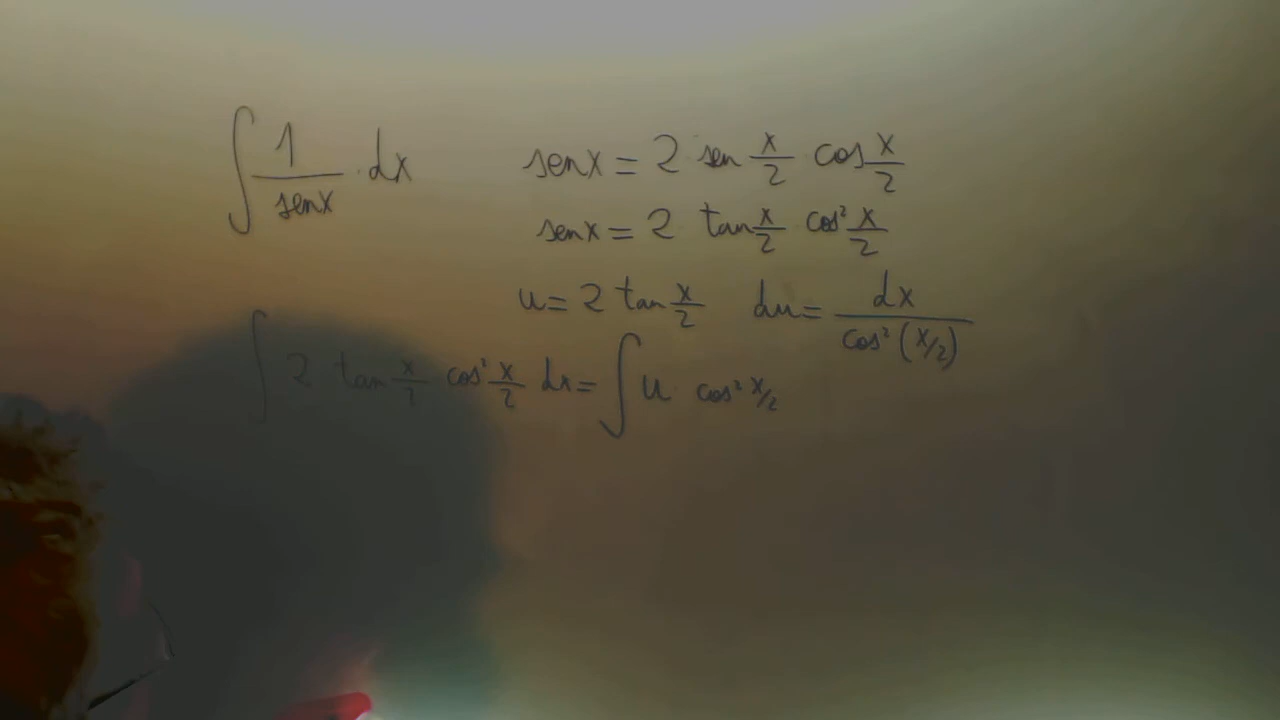 ∫ 1/senx · dx senx = 2 sen x/2 cos x/2
senx = 2 tan x/2 cos² x/2
u = 2 tan x/2 du = dx/cos²(x/2)
∫ 2 tan x/2 cos² x/2 dx = ∫ u cos² x/2